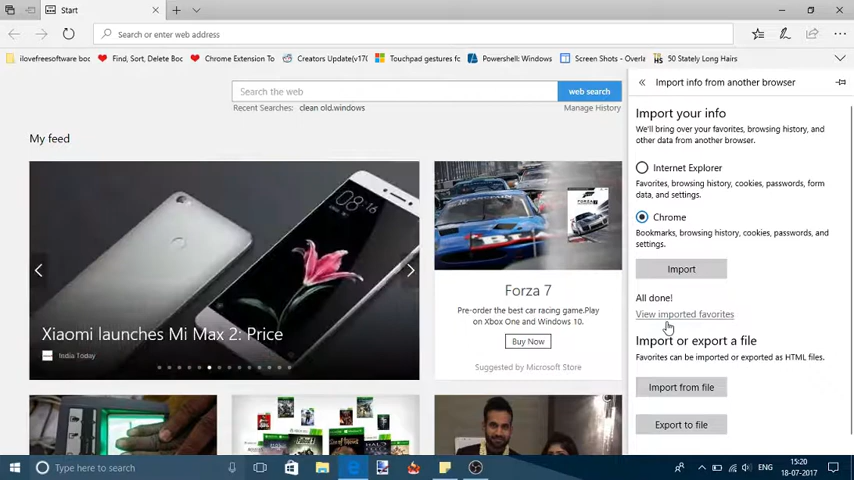 Start
Search or enter web address
ilovefreesoftware boc
Find, Sort, Delete Boc
Chrome Extension To
Creators Update(v170
Touchpad gestures fc
Powershell: Windows
Screen Shots - Overla
50 Stately Long Hairs
Import info from another browser
Search the web
web search
Recent Searches: clean old.windows
Manage History
My feed
08:16
Xiaomi launches Mi Max 2: Price
India Today
Forza 7
Pre-order the best car racing game.Play
on Xbox One and Windows 10.
Buy Now
Suggested by Microsoft Store
Import your info
We'll bring over your favorites, browsing history, and
other data from another browser.
Internet Explorer
Favorites, browsing history, cookies, passwords, form
data, and settings.
Chrome
Bookmarks, browsing history, cookies, passwords, and
settings.
Import
All done!
View imported favorites
Import or export a file
Favorites can be imported or exported as HTML files.
Import from file
Export to file
Type here to search
ENG
15:20
18-07-2017